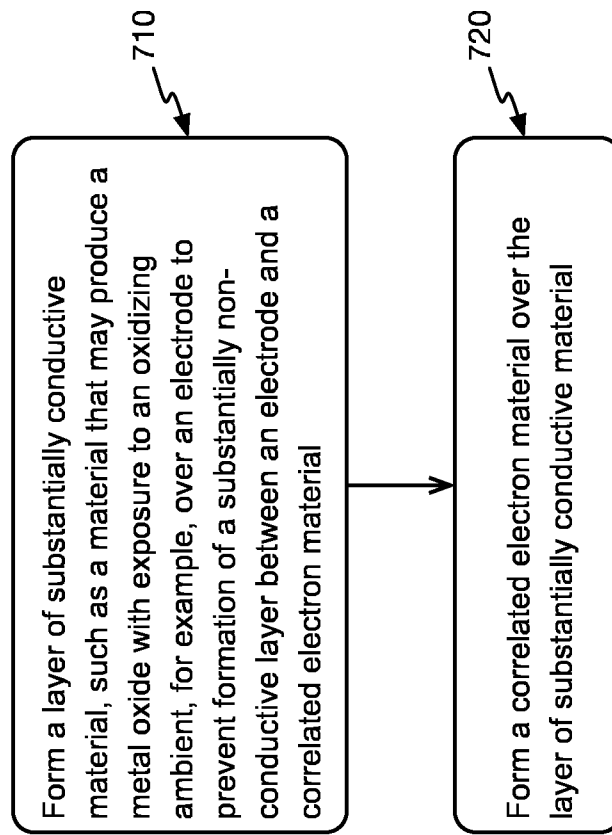 Form a layer of substantially conductive
material, such as a material that may produce a
metal oxide with exposure to an oxidizing
ambient, for example, over an electrode to
prevent formation of a substantially non-
conductive layer between an electrode and a
correlated electron material
710
Form a correlated electron material over the
layer of substantially conductive material
720